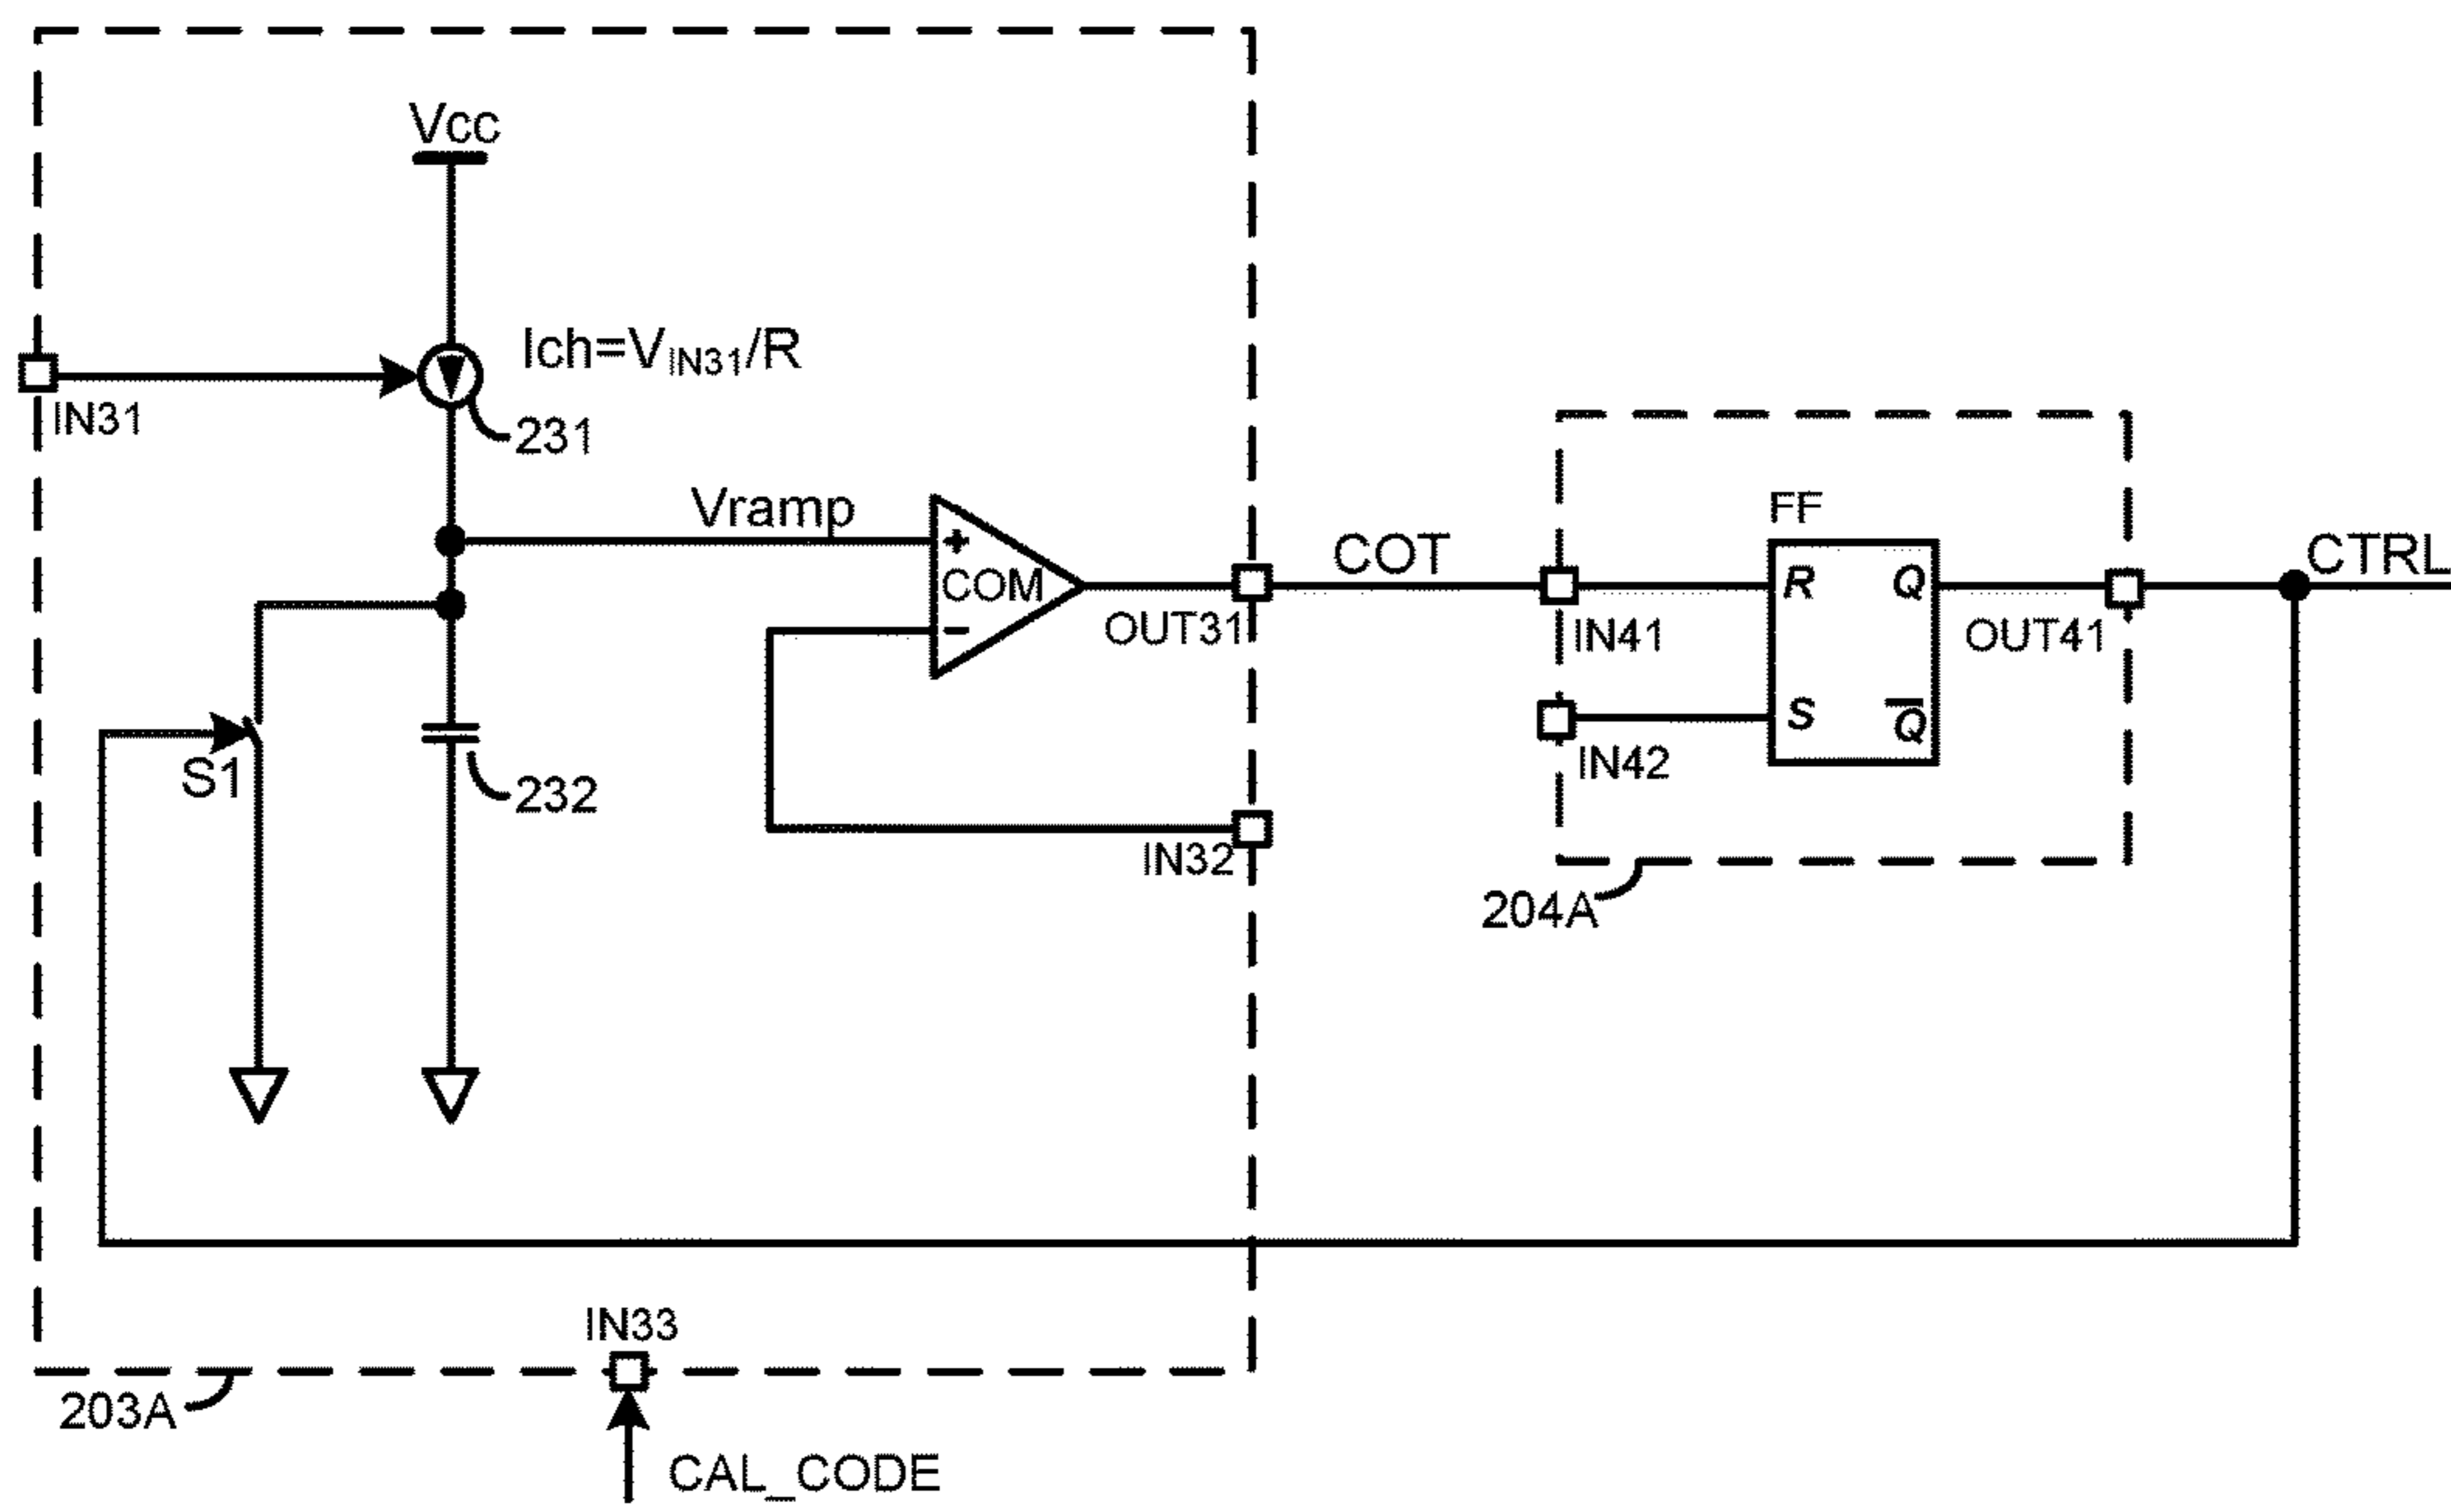 Vcc
Ich=V_IN31/R
IN31
231
Vramp
+
COM
−
OUT31
COT
FF
R
Q
CTRL
IN41
OUT41
S
Q̅
IN42
S1
232
IN32
204A
IN33
203A
CAL_CODE